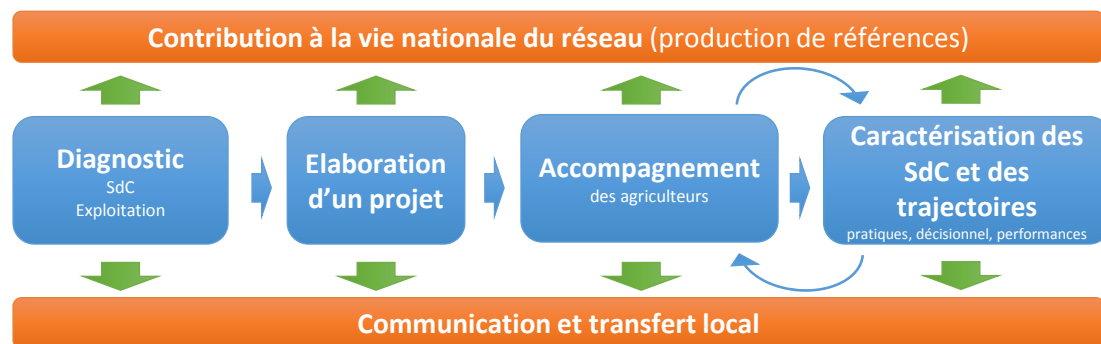 Contribution à la vie nationale du réseau (production de références)
Diagnostic
SdC
Exploitation
Elaboration
d'un projet
Accompagnement
des agriculteurs
Caractérisation des
SdC et des
trajectoires
pratiques, décisionnel, performances
Communication et transfert local